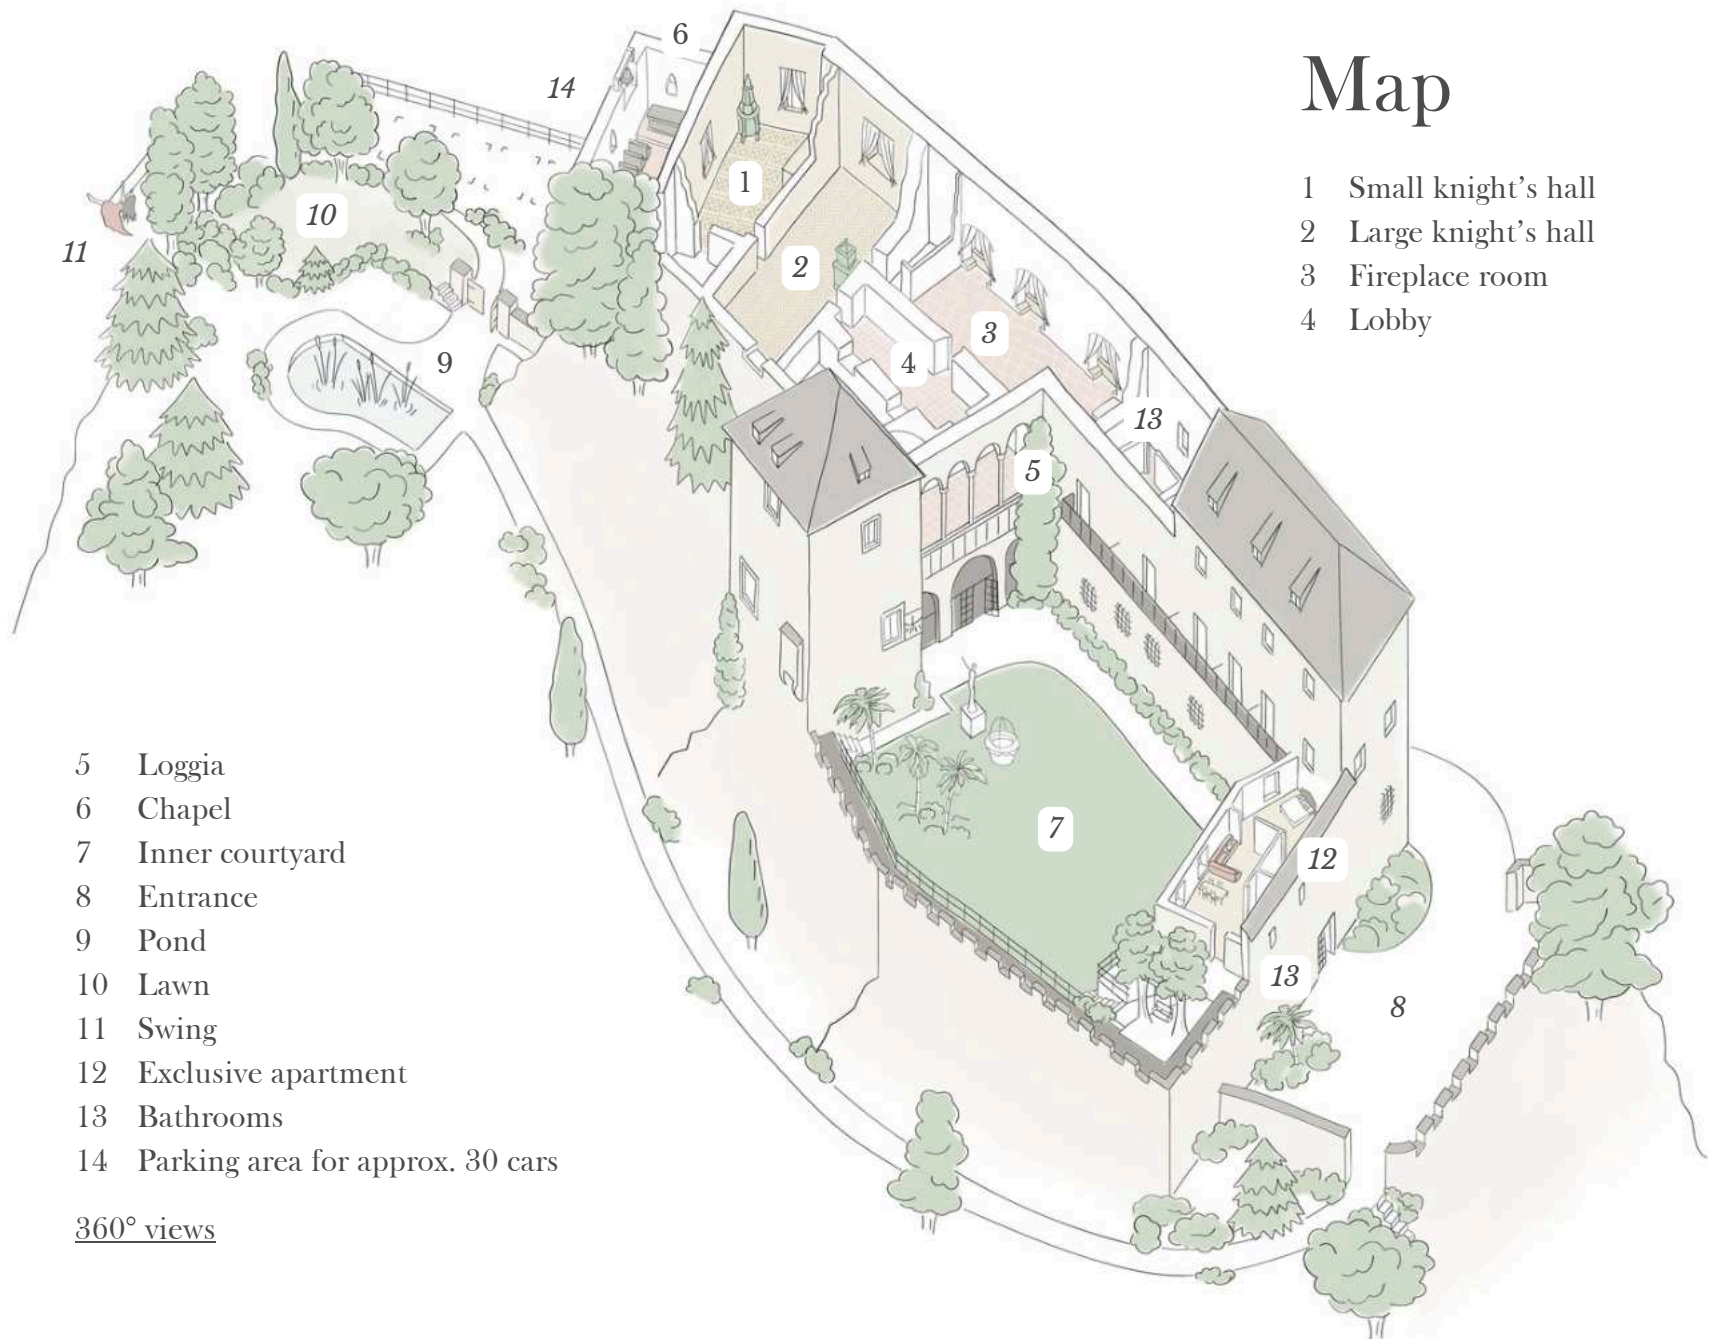 Map
1 Small knight's hall
2 Large knight's hall
3 Fireplace room
4 Lobby
6
14
1
10
11
2
3
9
4
13
5
7
12
13
8
5 Loggia
6 Chapel
7 Inner courtyard
8 Entrance
9 Pond
10 Lawn
11 Swing
12 Exclusive apartment
13 Bathrooms
14 Parking area for approx. 30 cars
360° views